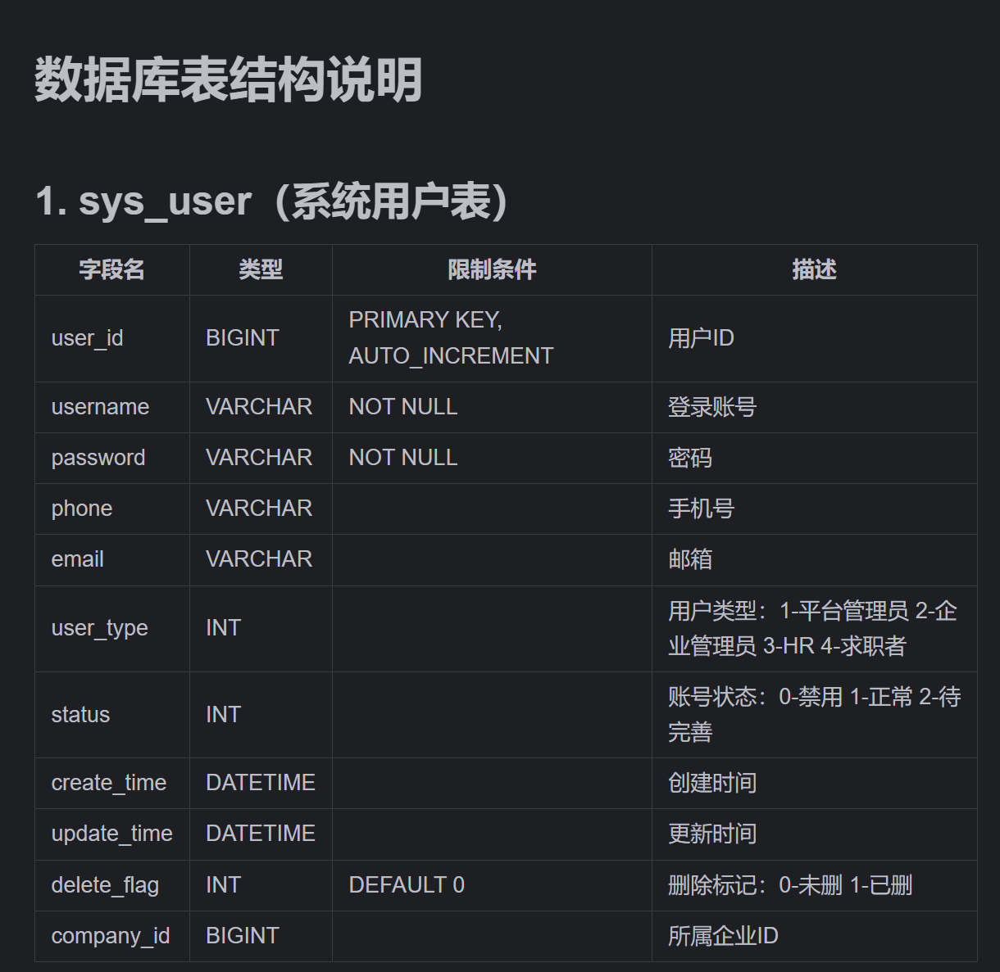 数据库表结构说明
1. sys_user（系统用户表）
字段名 类型 限制条件 描述
user_id BIGINT PRIMARY KEY, AUTO_INCREMENT 用户ID
username VARCHAR NOT NULL 登录账号
password VARCHAR NOT NULL 密码
phone VARCHAR 手机号
email VARCHAR 邮箱
user_type INT 用户类型：1-平台管理员 2-企业管理员 3-HR 4-求职者
status INT 账号状态：0-禁用 1-正常 2-待完善
create_time DATETIME 创建时间
update_time DATETIME 更新时间
delete_flag INT DEFAULT 0 删除标记：0-未删 1-已删
company_id BIGINT 所属企业ID